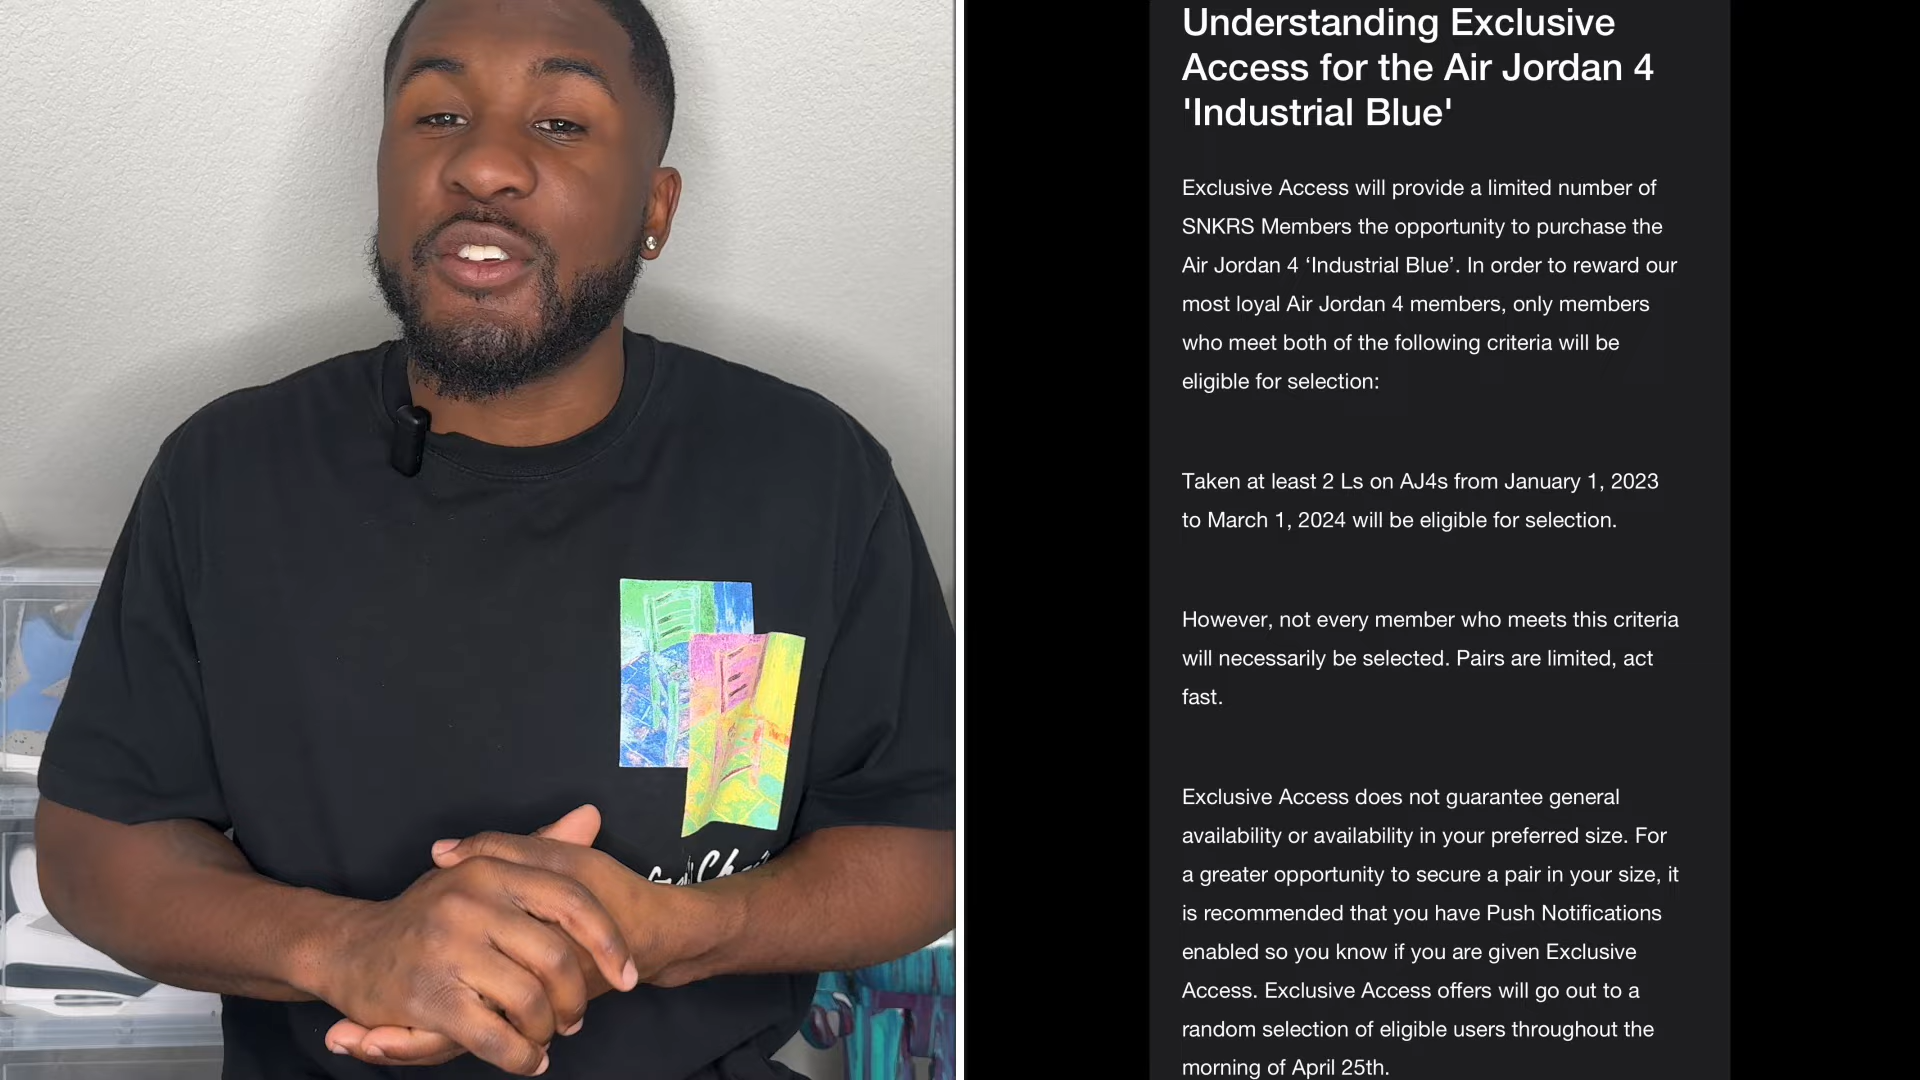 Understanding Exclusive
Access for the Air Jordan 4
'Industrial Blue'
Exclusive Access will provide a limited number of
SNKRS Members the opportunity to purchase the
Air Jordan 4 ‘Industrial Blue’. In order to reward our
most loyal Air Jordan 4 members, only members
who meet both of the following criteria will be
eligible for selection:
Taken at least 2 Ls on AJ4s from January 1, 2023
to March 1, 2024 will be eligible for selection.
However, not every member who meets this criteria
will necessarily be selected. Pairs are limited, act
fast.
Exclusive Access does not guarantee general
availability or availability in your preferred size. For
a greater opportunity to secure a pair in your size, it
is recommended that you have Push Notifications
enabled so you know if you are given Exclusive
Access. Exclusive Access offers will go out to a
random selection of eligible users throughout the
morning of April 25th.